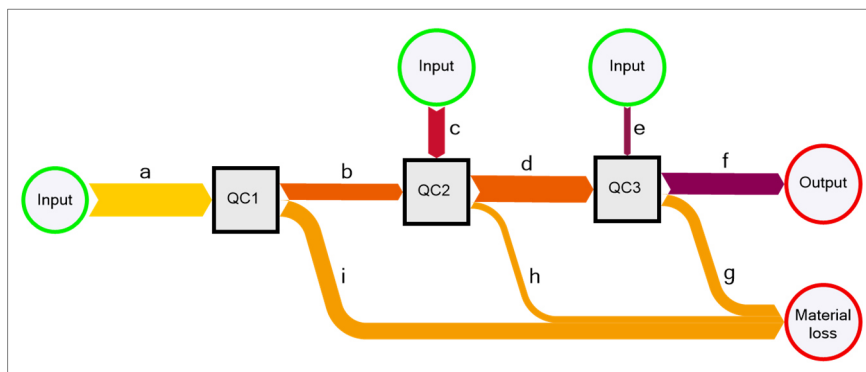 Input
Input
c
e
a
b
d
f
Input
QC1
QC2
QC3
Output
i
h
g
Material
loss